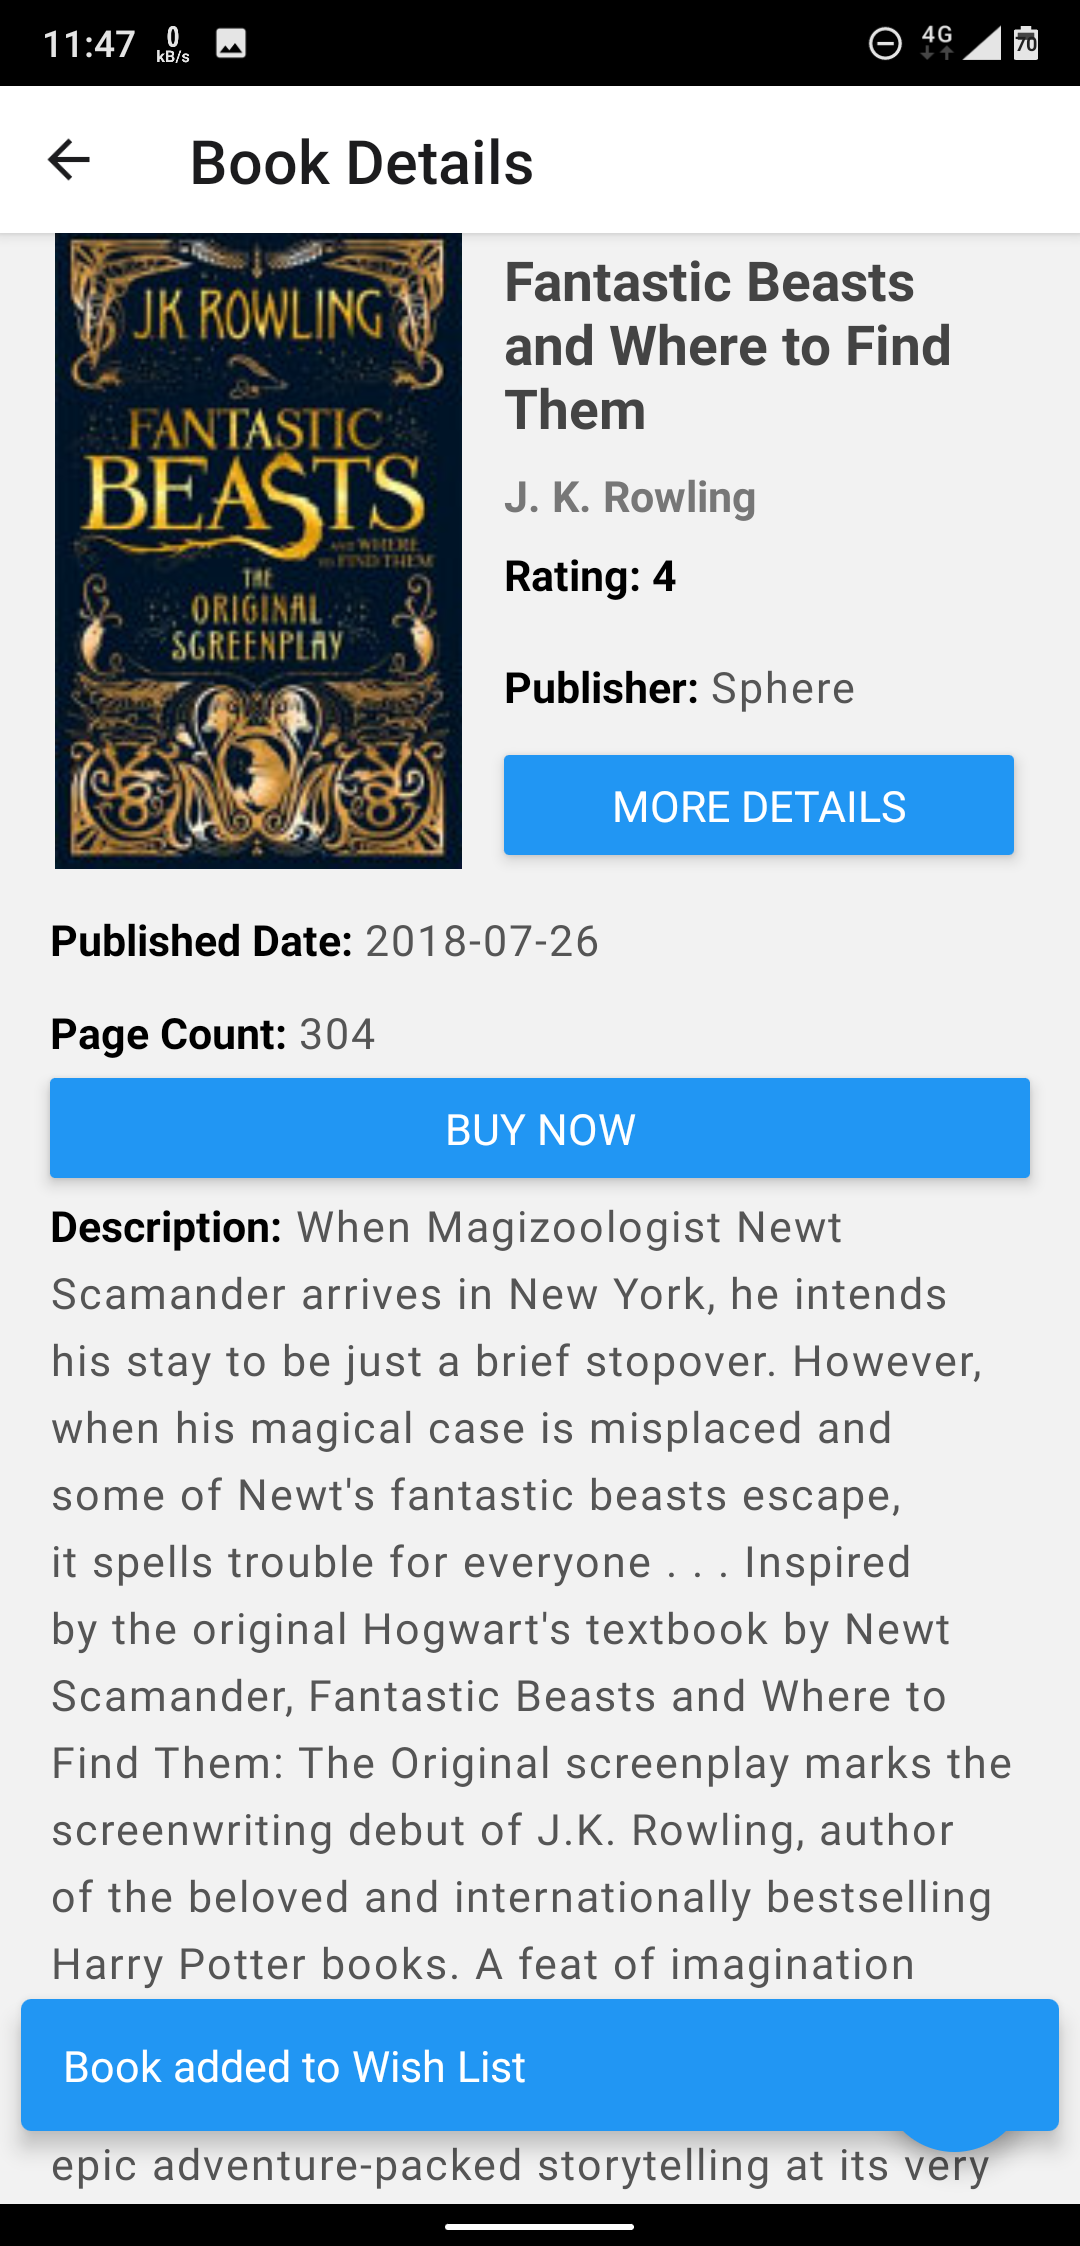 11:47 0 kB/s 4G 70
Book Details
J.K. ROWLING
FANTASTIC
BEASTS
AND WHERE
TO FIND THEM
THE
ORIGINAL
SCREENPLAY
Fantastic Beasts
and Where to Find
Them
J. K. Rowling
Rating: 4
Publisher: Sphere
MORE DETAILS
Published Date: 2018-07-26
Page Count: 304
BUY NOW
Description: When Magizoologist Newt
Scamander arrives in New York, he intends
his stay to be just a brief stopover. However,
when his magical case is misplaced and
some of Newt's fantastic beasts escape,
it spells trouble for everyone . . . Inspired
by the original Hogwart's textbook by Newt
Scamander, Fantastic Beasts and Where to
Find Them: The Original screenplay marks the
screenwriting debut of J.K. Rowling, author
of the beloved and internationally bestselling
Harry Potter books. A feat of imagination
Book added to Wish List
epic adventure-packed storytelling at its very